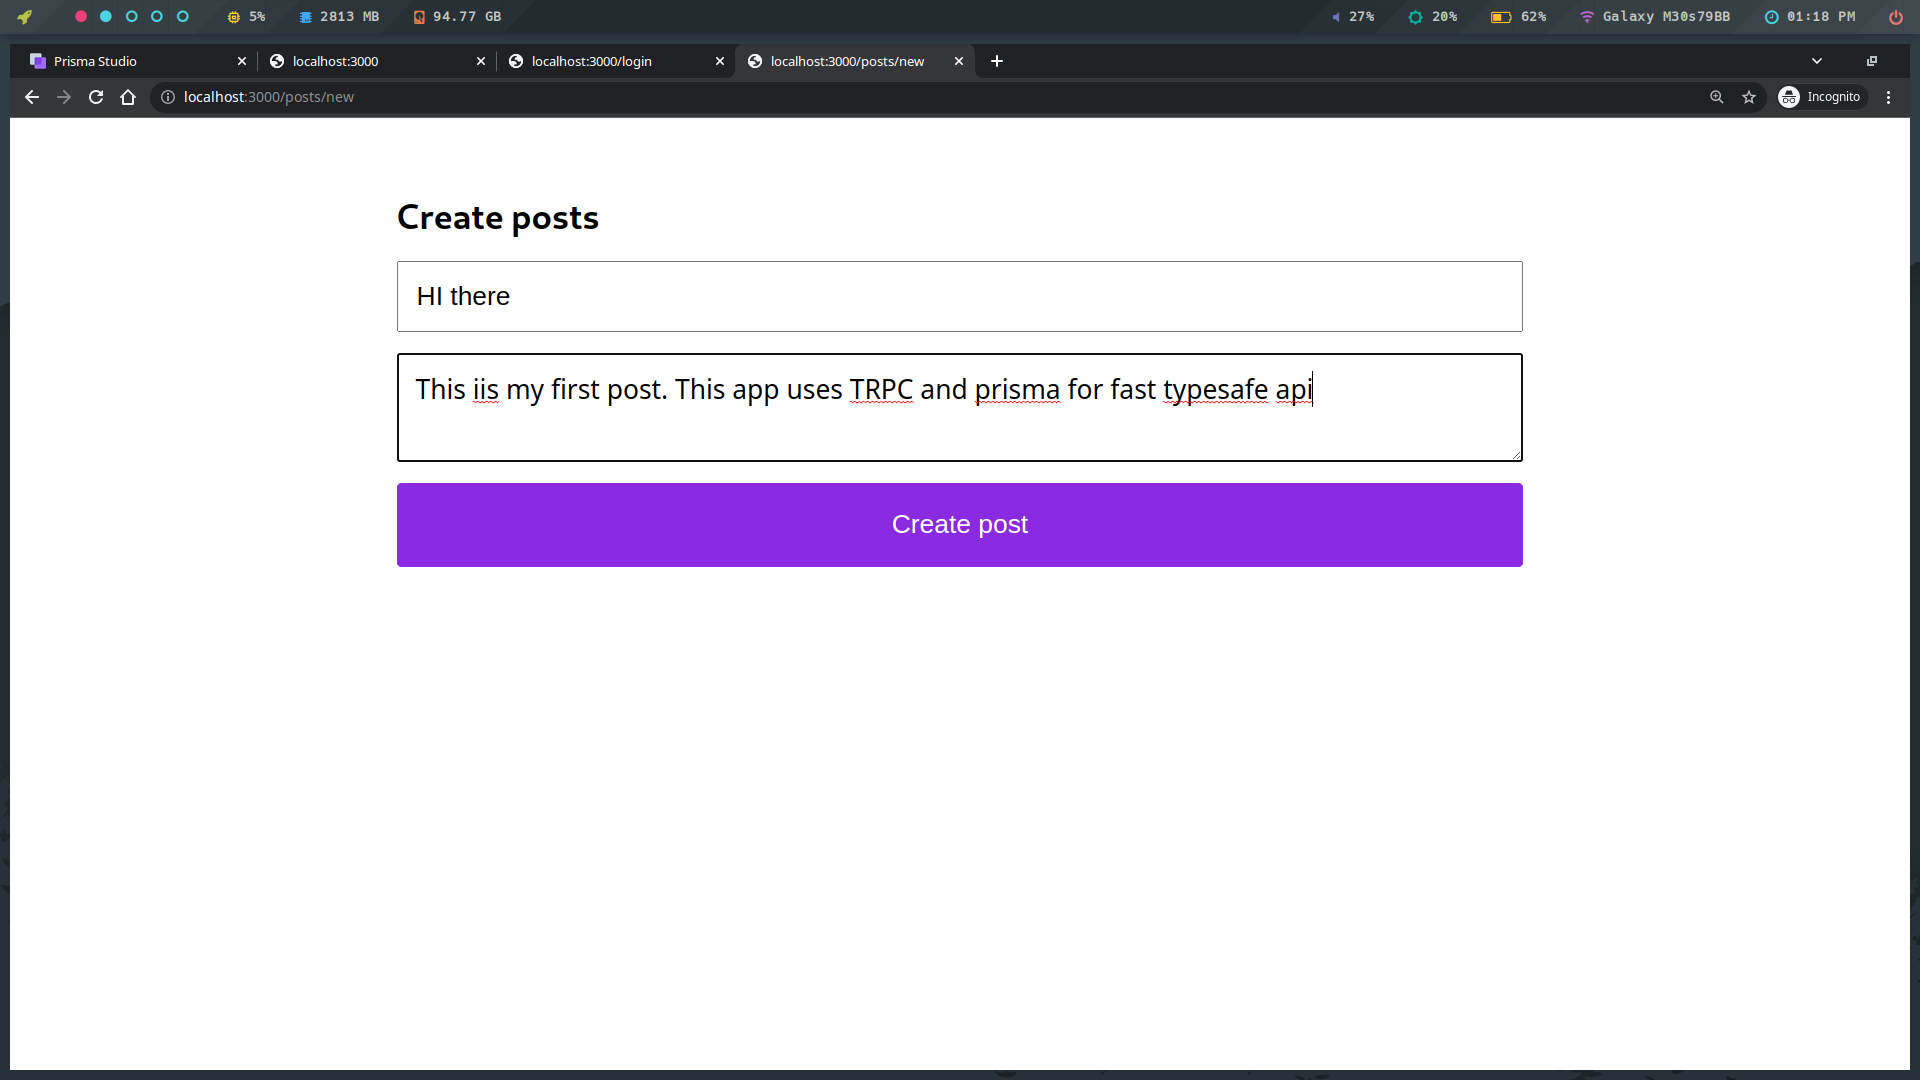 5% 2813 MB 94.77 GB 27% 20% 62% Galaxy M30s79BB 01:18 PM
Prisma Studio localhost:3000 localhost:3000/login localhost:3000/posts/new
localhost:3000/posts/new Incognito
Create posts
HI there
This iis my first post. This app uses TRPC and prisma for fast typesafe api
Create post